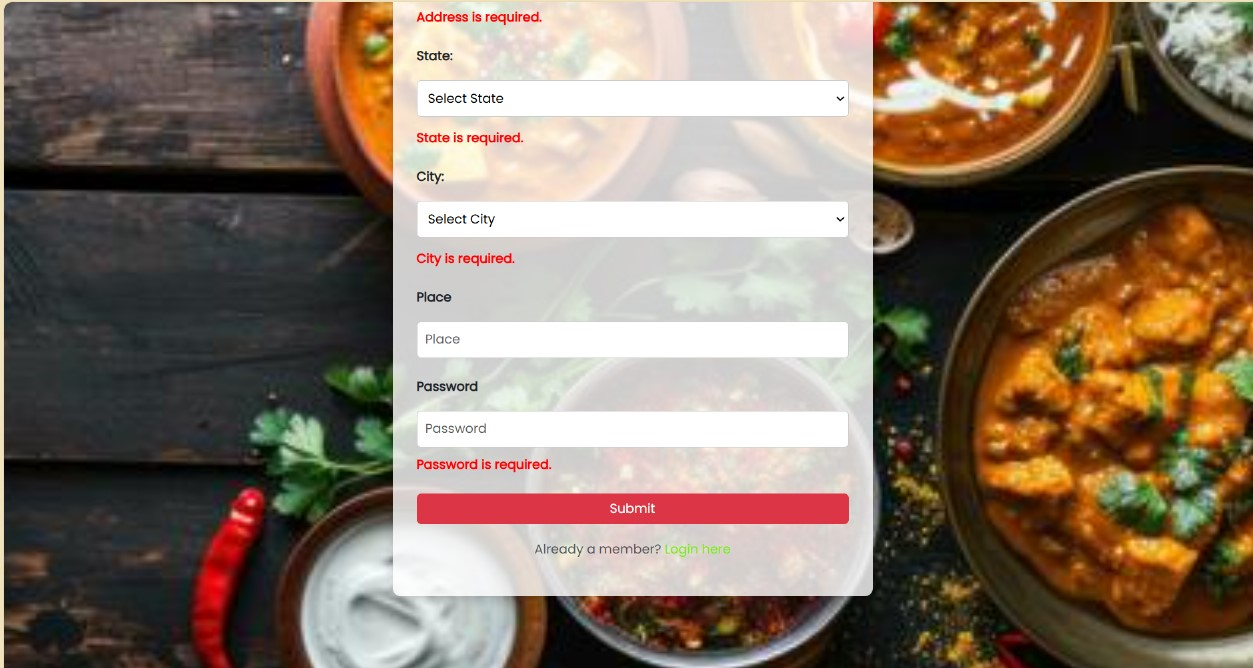 Address is required.
State:
Select State
State is required.
City:
Select City
City is required.
Place
Place
Password
Password
Password is required.
Submit
Already a member? Login here